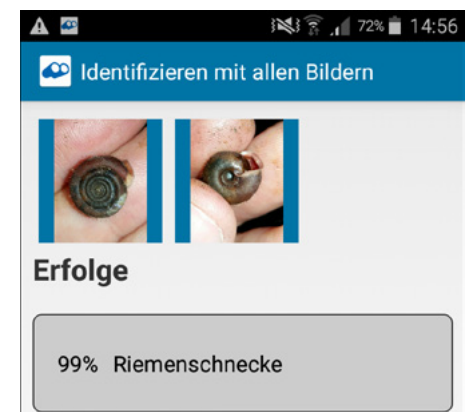 72% 14:56
Identifizieren mit allen Bildern
Erfolge
99% Riemenschnecke